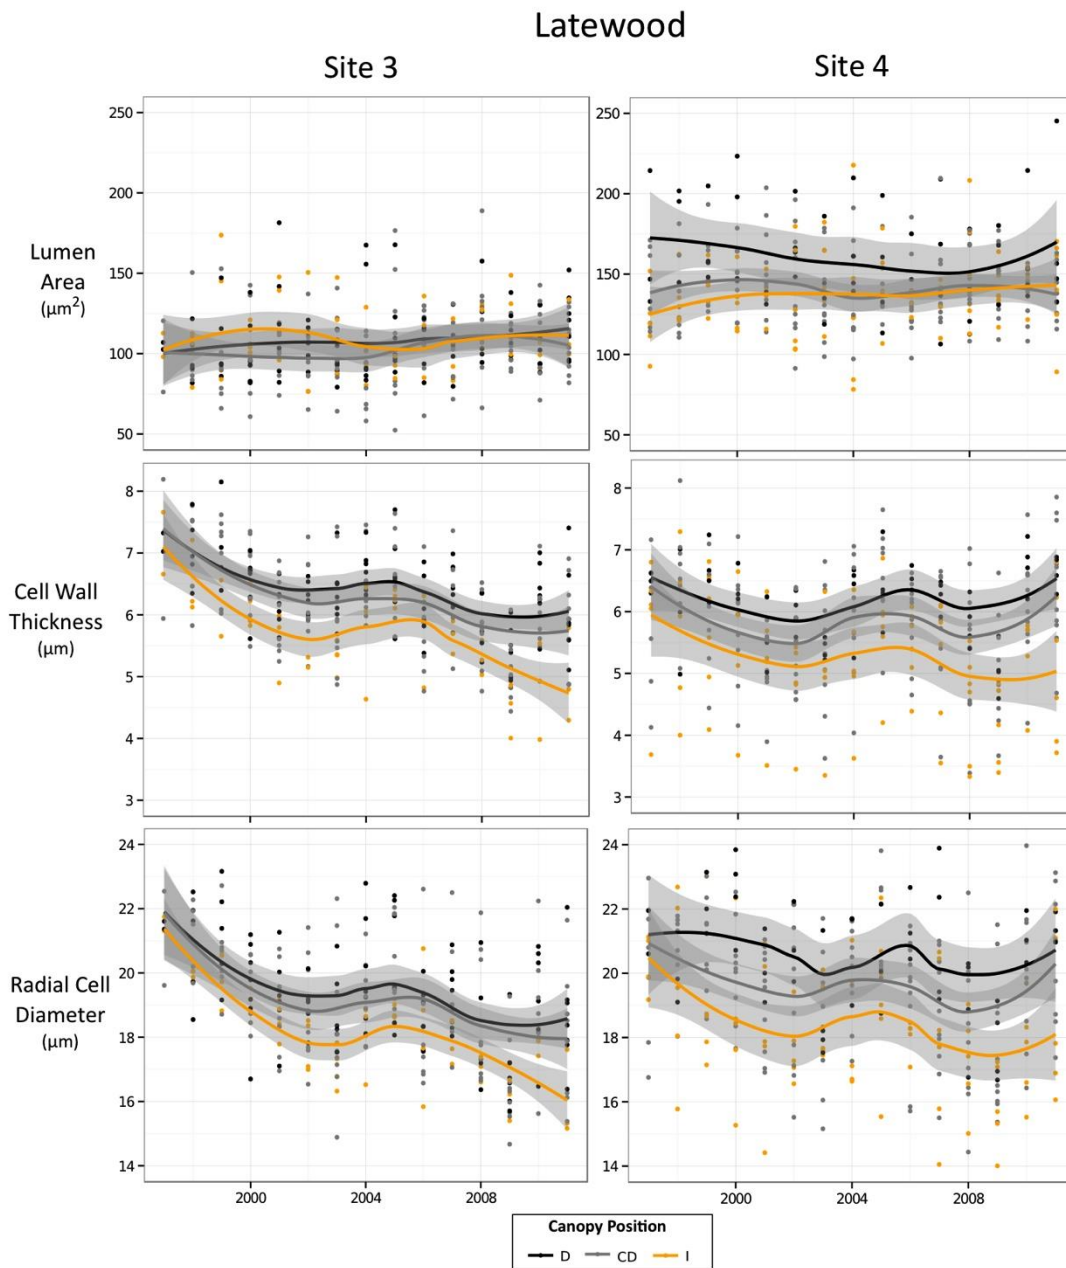 Latewood
Site 3
Site 4
Lumen
Area
(µm²)
250
200
150
100
50
250
200
150
100
50
Cell Wall
Thickness
(µm)
8
7
6
5
4
3
8
7
6
5
4
3
Radial Cell
Diameter
(µm)
24
22
20
18
16
14
24
22
20
18
16
14
2000 2004 2008
2000 2004 2008
Canopy Position
D CD I